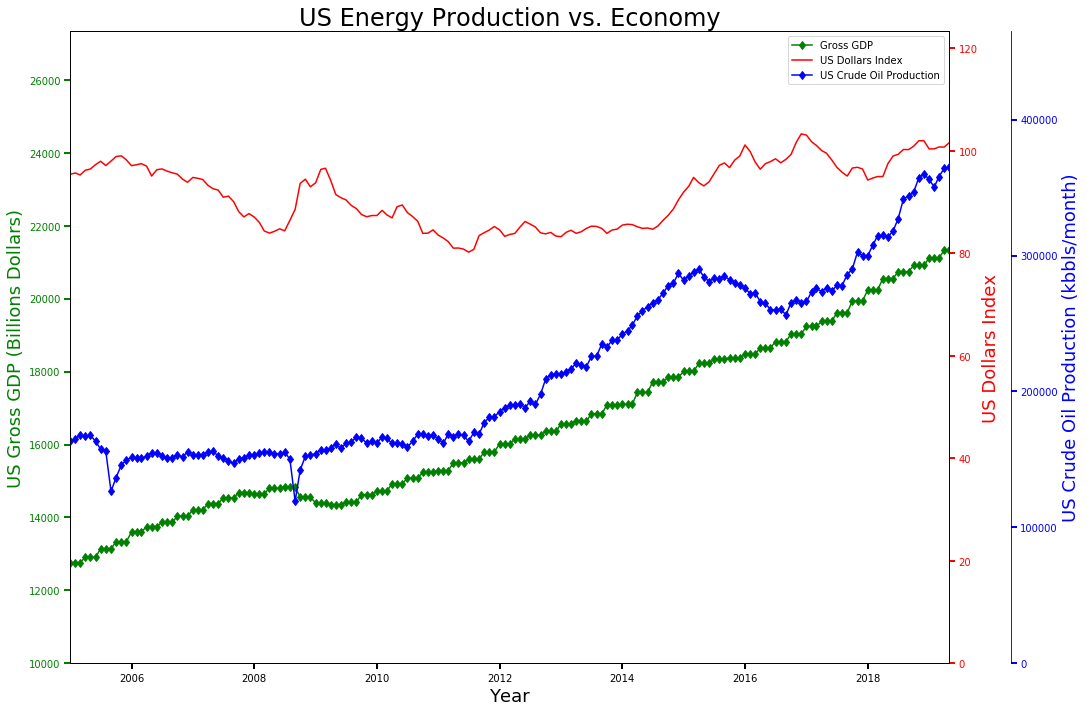 US Energy Production vs. Economy
Gross GDP
US Dollars Index
US Crude Oil Production
US Gross GDP (Billions Dollars)
26000
24000
22000
20000
18000
16000
14000
12000
10000
120
100
80
60
40
20
0
US Dollars Index
400000
300000
200000
100000
0
US Crude Oil Production (kbbls/month)
2006 2008 2010 2012 2014 2016 2018
Year